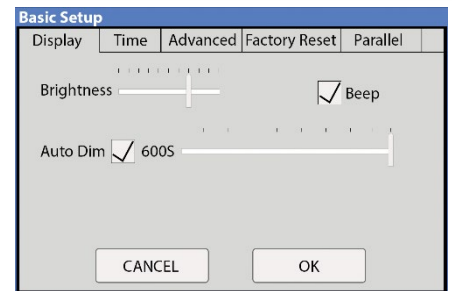 Basic Setup
Display Time Advanced Factory Reset Parallel
Brightness Beep
Auto Dim 600S
CANCEL OK